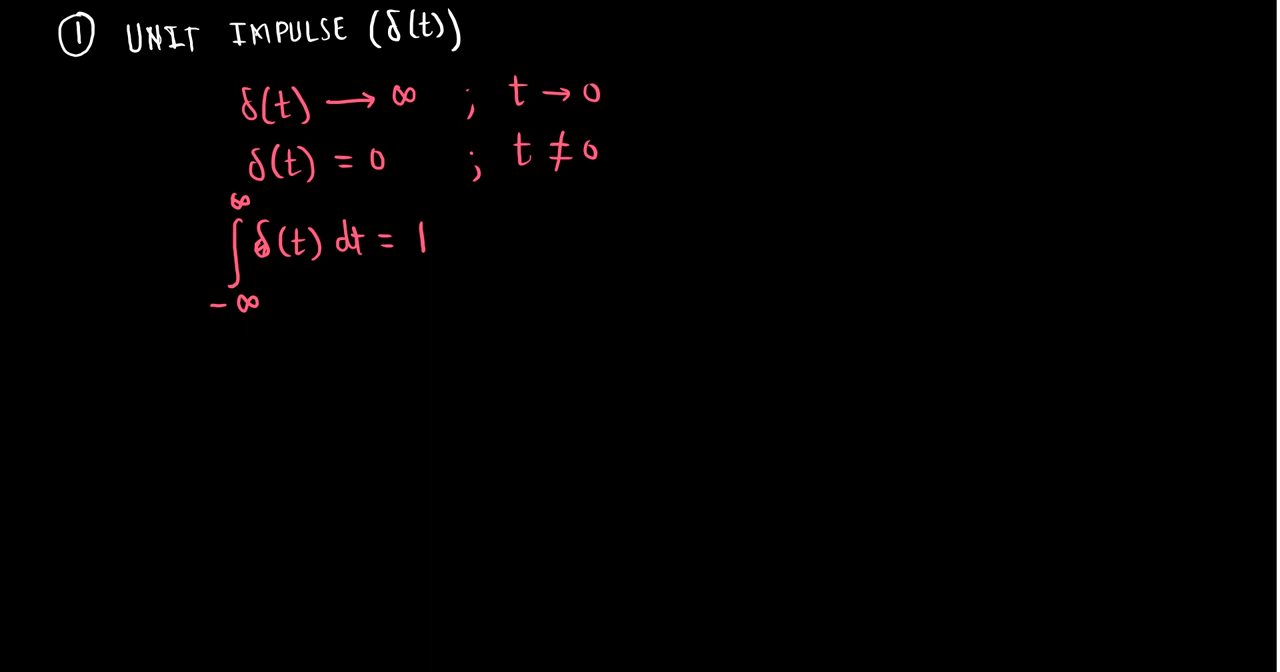 ① UNIT IMPULSE (δ(t))
δ(t) → ∞ ; t → 0
δ(t) = 0 ; t ≠ 0
∫_{-∞}^{∞} δ(t) dt = 1